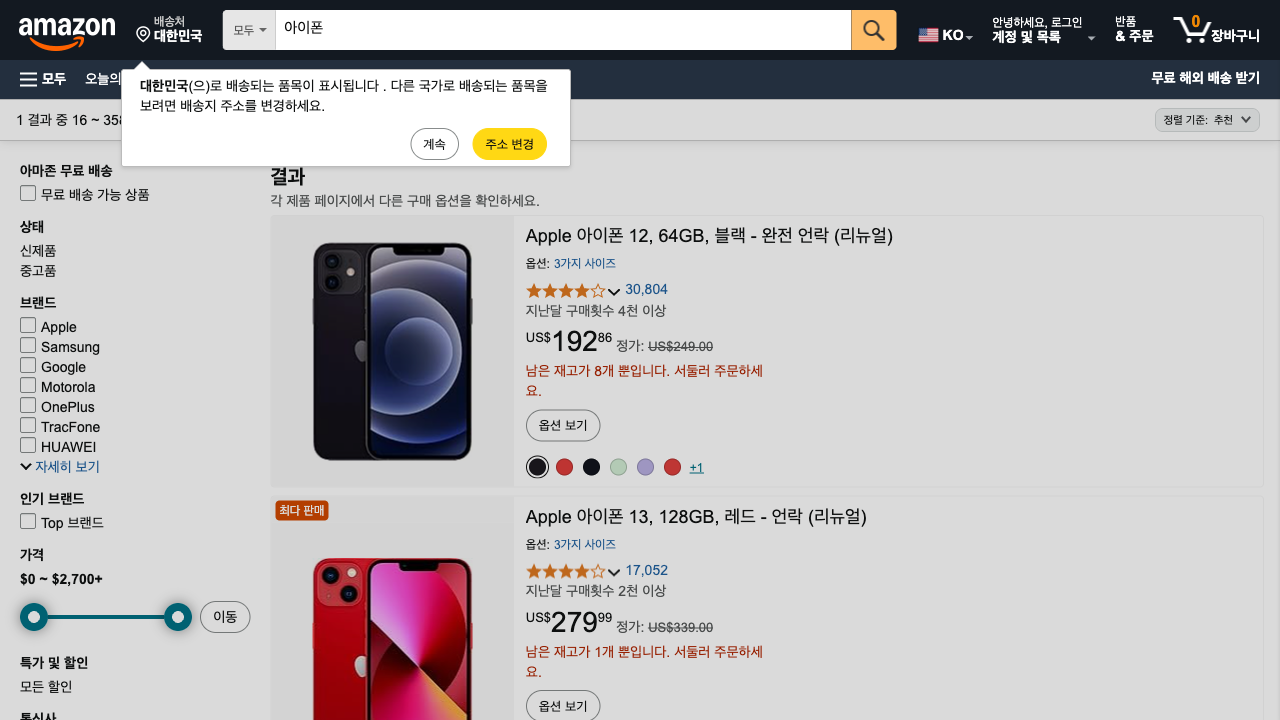 amazon
배송처
대한민국
모두
아이폰
KO
안녕하세요, 로그인
계정 및 목록
반품
& 주문
0
장바구니
모두
오늘의
무료 해외 배송 받기
대한민국(으)로 배송되는 품목이 표시됩니다 . 다른 국가로 배송되는 품목을
보려면 배송지 주소를 변경하세요.
계속
주소 변경
1 결과 중 16 ~ 358
정렬 기준: 추천
아마존 무료 배송
무료 배송 가능 상품
상태
신제품
중고품
브랜드
Apple
Samsung
Google
Motorola
OnePlus
TracFone
HUAWEI
자세히 보기
인기 브랜드
Top 브랜드
가격
$0 ~ $2,700+
이동
특가 및 할인
모든 할인
통신사
결과
각 제품 페이지에서 다른 구매 옵션을 확인하세요.
Apple 아이폰 12, 64GB, 블랙 - 완전 언락 (리뉴얼)
옵션: 3가지 사이즈
30,804
지난달 구매횟수 4천 이상
US$19286 정가: US$249.00
남은 재고가 8개 뿐입니다. 서둘러 주문하세
요.
옵션 보기
+1
최다 판매
Apple 아이폰 13, 128GB, 레드 - 언락 (리뉴얼)
옵션: 3가지 사이즈
17,052
지난달 구매횟수 2천 이상
US$27999 정가: US$339.00
남은 재고가 1개 뿐입니다. 서둘러 주문하세
요.
옵션 보기